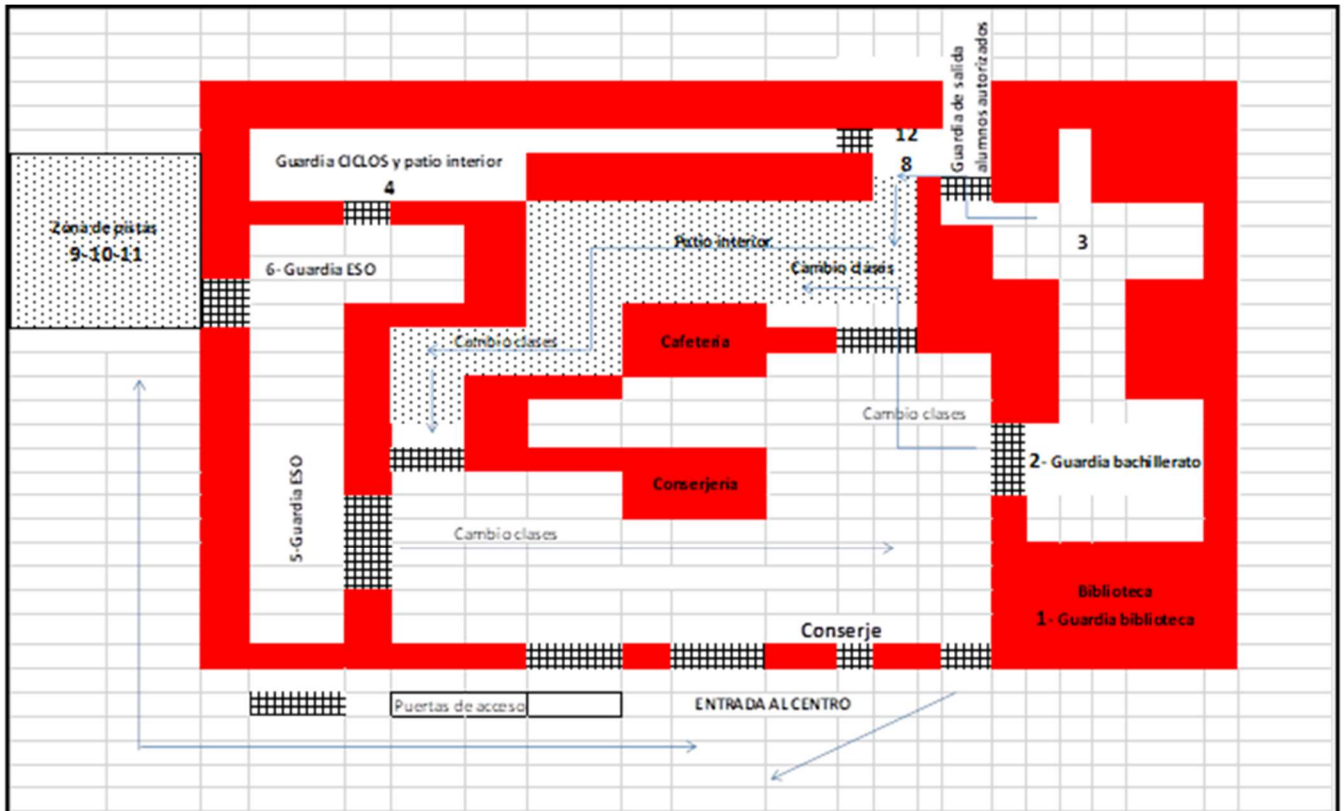 Guardia de salida
alumnos autorizados
12
8
Guardia CICLOS y patio interior
4
Zona de pistas
9-10-11
6- Guardia ESO
Patio interior
Cambio clases
3
Cambio clases
Cafeteria
Cambio clases
2- Guardia bachillerato
5-Guardia ESO
Conserjeria
Cambio clases
Biblioteca
1- Guardia biblioteca
Conserje
Puertas de acceso
ENTRADA AL CENTRO